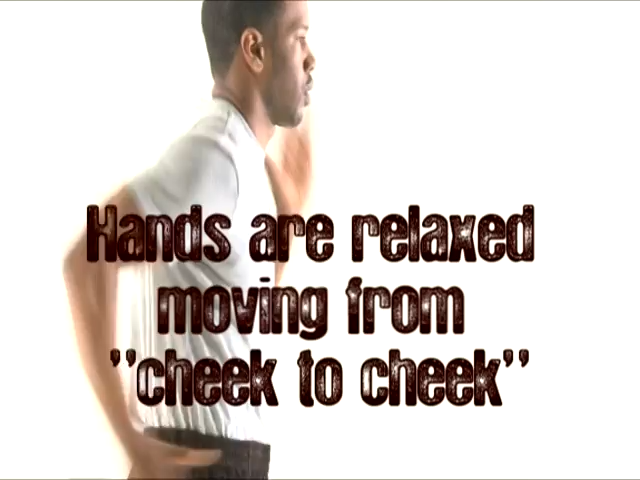 Hands are relaxed
moving from
"cheek to cheek"